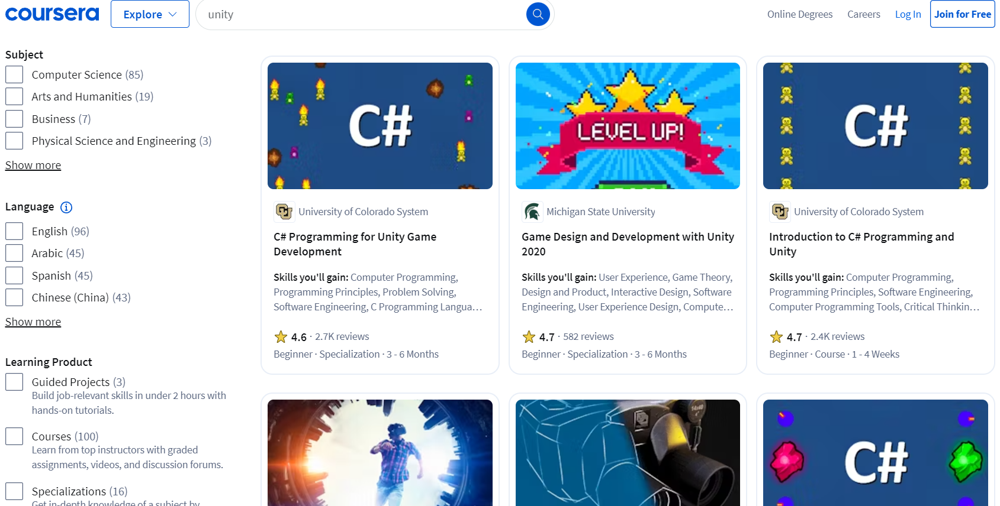 coursera
Explore
unity
Online Degrees
Careers
Log In
Join for Free
Subject
Computer Science (85)
Arts and Humanities (19)
Business (7)
Physical Science and Engineering (3)
Show more
Language
English (96)
Arabic (45)
Spanish (45)
Chinese (China) (43)
Show more
Learning Product
Guided Projects (3)
Build job-relevant skills in under 2 hours with
hands-on tutorials.
Courses (100)
Learn from top instructors with graded
assignments, videos, and discussion forums.
Specializations (16)
Get in-depth knowledge of a subject by
C#
University of Colorado System
C# Programming for Unity Game
Development
Skills you'll gain: Computer Programming,
Programming Principles, Problem Solving,
Software Engineering, C Programming Langua…
4.6 · 2.7K reviews
Beginner · Specialization · 3 - 6 Months
LEVEL UP!
Michigan State University
Game Design and Development with Unity
2020
Skills you'll gain: User Experience, Game Theory,
Design and Product, Interactive Design, Software
Engineering, User Experience Design, Compute…
4.7 · 582 reviews
Beginner · Specialization · 3 - 6 Months
C#
University of Colorado System
Introduction to C# Programming and
Unity
Skills you'll gain: Computer Programming,
Programming Principles, Software Engineering,
Computer Programming Tools, Critical Thinkin…
4.7 · 2.4K reviews
Beginner · Course · 1 - 4 Weeks
14x40
C#